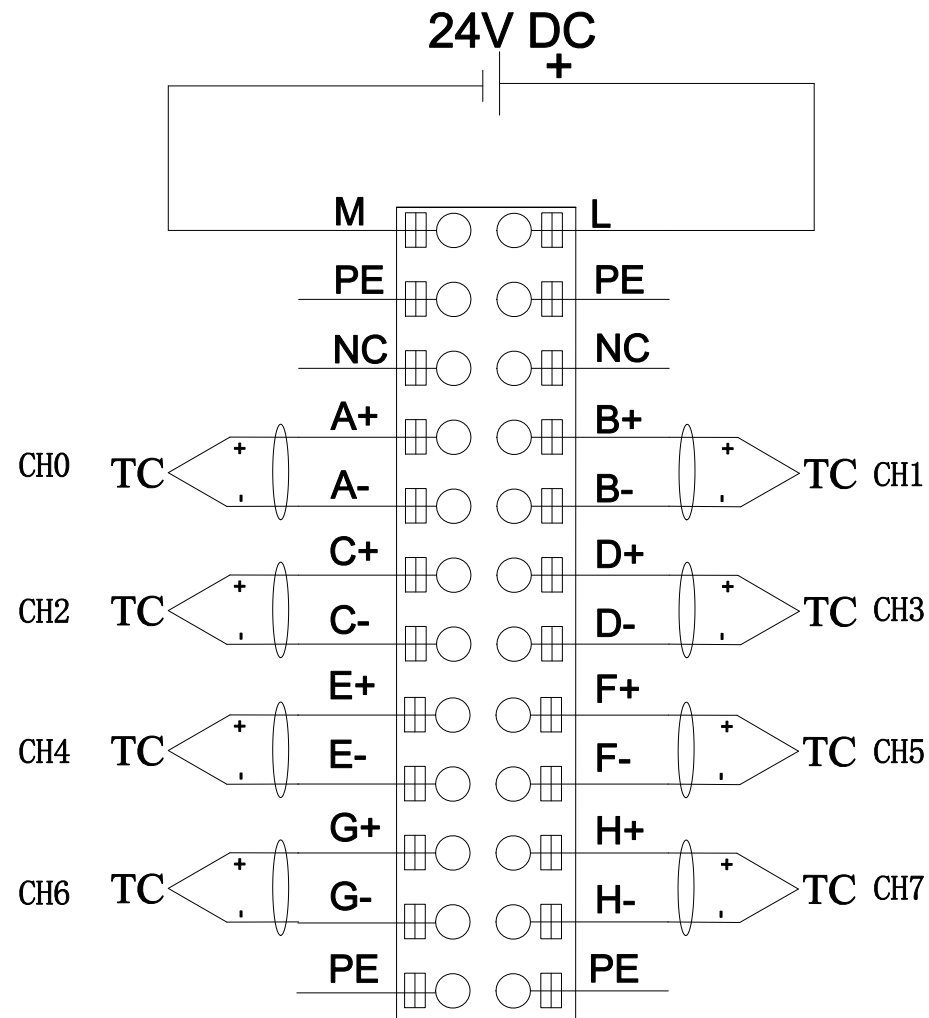 24V DC
+
M L
PE PE
NC NC
A+ B+
+ +
CH0 TC TC CH1
- -
A- B-
C+ D+
+ +
CH2 TC TC CH3
- -
C- D-
E+ F+
+ +
CH4 TC TC CH5
- -
E- F-
G+ H+
+ +
CH6 TC TC CH7
- -
G- H-
PE PE